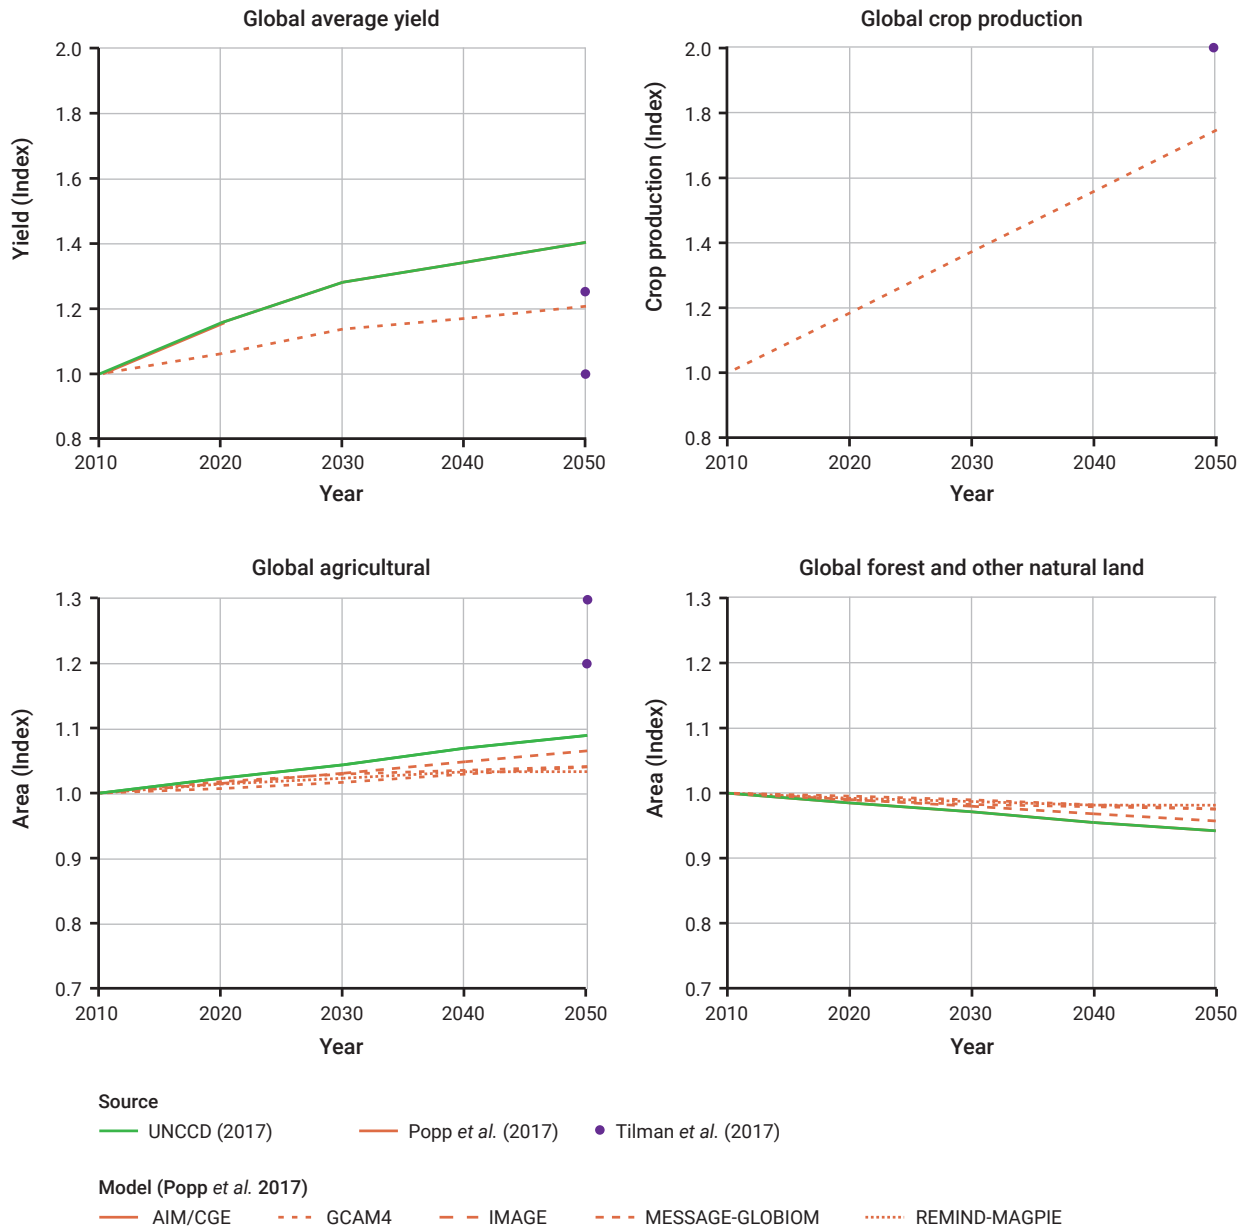 Global average yield
Yield (Index)
2.0
1.8
1.6
1.4
1.2
1.0
0.8
2010 2020 2030 2040 2050
Year
Global crop production
Crop production (Index)
2.0
1.8
1.6
1.4
1.2
1.0
0.8
2010 2020 2030 2040 2050
Year
Global agricultural
Area (Index)
1.3
1.2
1.1
1.0
0.9
0.8
0.7
2010 2020 2030 2040 2050
Year
Global forest and other natural land
Area (Index)
1.3
1.2
1.1
1.0
0.9
0.8
0.7
2010 2020 2030 2040 2050
Year
Source
UNCCD (2017) Popp et al. (2017) Tilman et al. (2017)
Model (Popp et al. 2017)
AIM/CGE GCAM4 IMAGE MESSAGE-GLOBIOM REMIND-MAGPIE